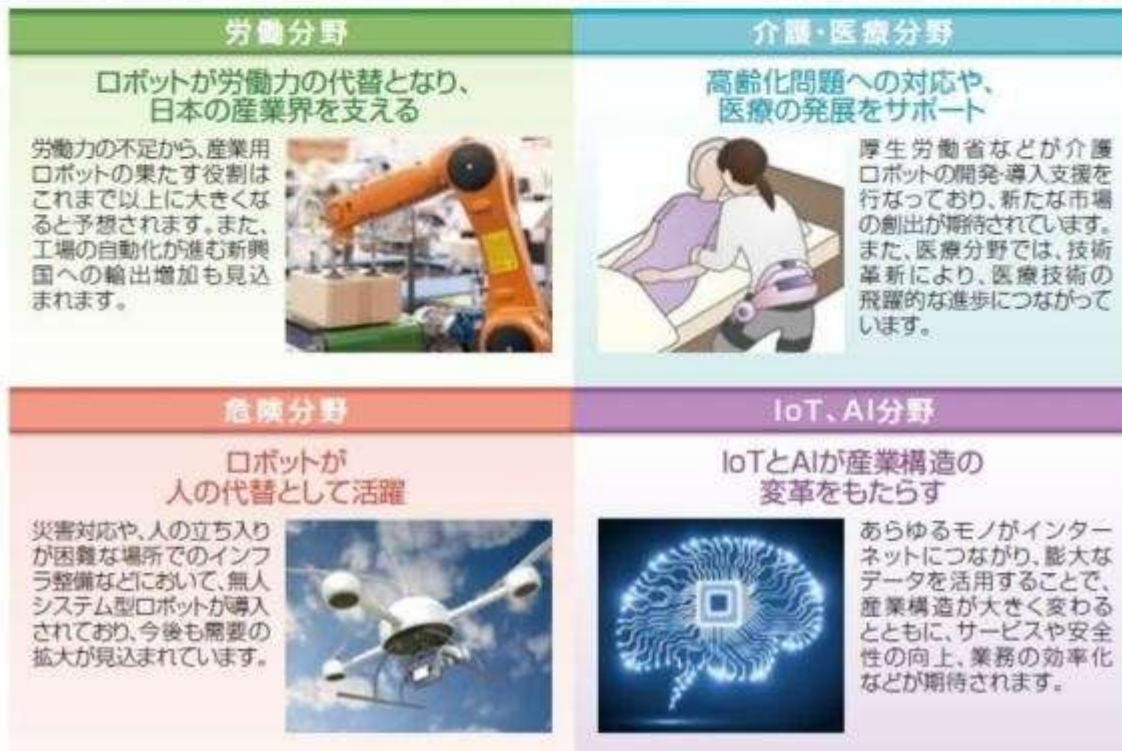 労働分野
ロボットが労働力の代替となり、
日本の産業界を支える
労働力の不足から、産業用
ロボットの果たす役割は
これまで以上に大きくな
ると予想されます。また、
工場の自動化が進む新興
国への輸出増加も見込
まれます。
介護・医療分野
高齢化問題への対応や、
医療の発展をサポート
厚生労働省などが介護
ロボットの開発・導入支援を
行なっており、新たな市場
の創出が期待されています。
また、医療分野では、技術
革新により、医療技術の
飛躍的な進歩につながって
います。
危険分野
ロボットが
人の代替として活躍
災害対応や、人の立ち入り
が困難な場所でのインフ
ラ整備などにおいて、無人
システム型ロボットが導入
されており、今後も需要の
拡大が見込まれています。
IoT、AI分野
IoTとAIが産業構造の
変革をもたらす
あらゆるモノがインター
ネットにつながり、膨大な
データを活用することで、
産業構造が大きく変わる
とともに、サービスや安全
性の向上、業務の効率化
などが期待されます。